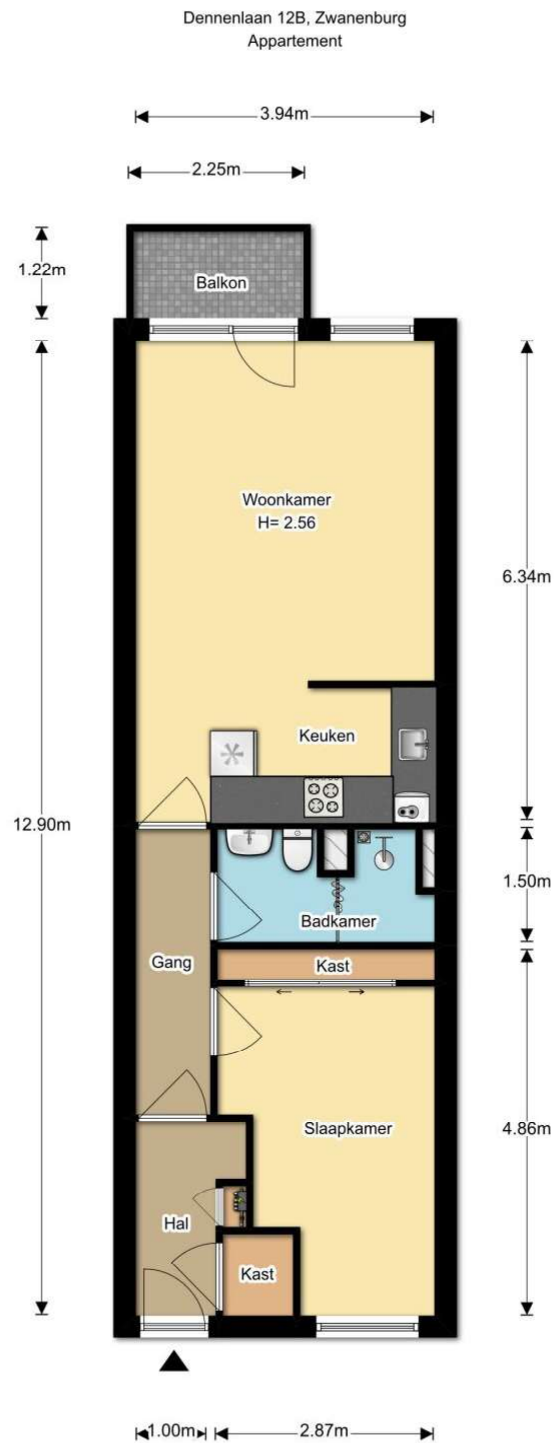 Dennenlaan 12B, Zwanenburg
Appartement
3.94m
2.25m
1.22m
Balkon
Woonkamer
H= 2.56
6.34m
Keuken
12.90m
1.50m
Badkamer
Gang
Kast
Slaapkamer
4.86m
Hal
Kast
1.00m
2.87m